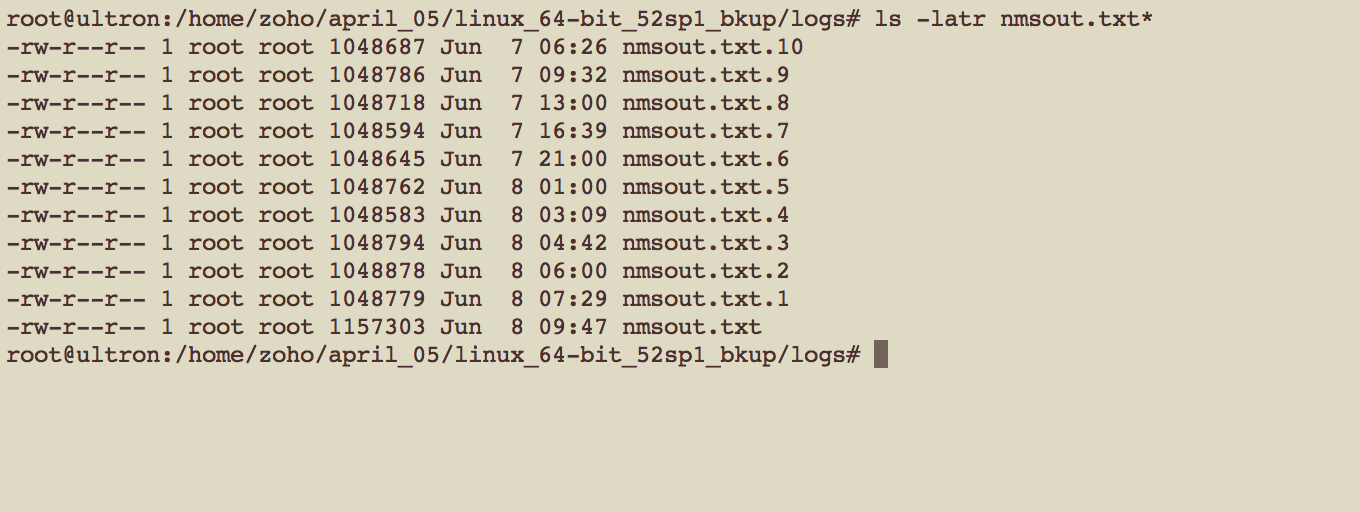 root@ultron:/home/zoho/april_05/linux_64-bit_52sp1_bkup/logs# ls -latr nmsout.txt*
-rw-r--r-- 1 root root 1048687 Jun  7 06:26 nmsout.txt.10
-rw-r--r-- 1 root root 1048786 Jun  7 09:32 nmsout.txt.9
-rw-r--r-- 1 root root 1048718 Jun  7 13:00 nmsout.txt.8
-rw-r--r-- 1 root root 1048594 Jun  7 16:39 nmsout.txt.7
-rw-r--r-- 1 root root 1048645 Jun  7 21:00 nmsout.txt.6
-rw-r--r-- 1 root root 1048762 Jun  8 01:00 nmsout.txt.5
-rw-r--r-- 1 root root 1048583 Jun  8 03:09 nmsout.txt.4
-rw-r--r-- 1 root root 1048794 Jun  8 04:42 nmsout.txt.3
-rw-r--r-- 1 root root 1048878 Jun  8 06:00 nmsout.txt.2
-rw-r--r-- 1 root root 1048779 Jun  8 07:29 nmsout.txt.1
-rw-r--r-- 1 root root 1157303 Jun  8 09:47 nmsout.txt
root@ultron:/home/zoho/april_05/linux_64-bit_52sp1_bkup/logs#